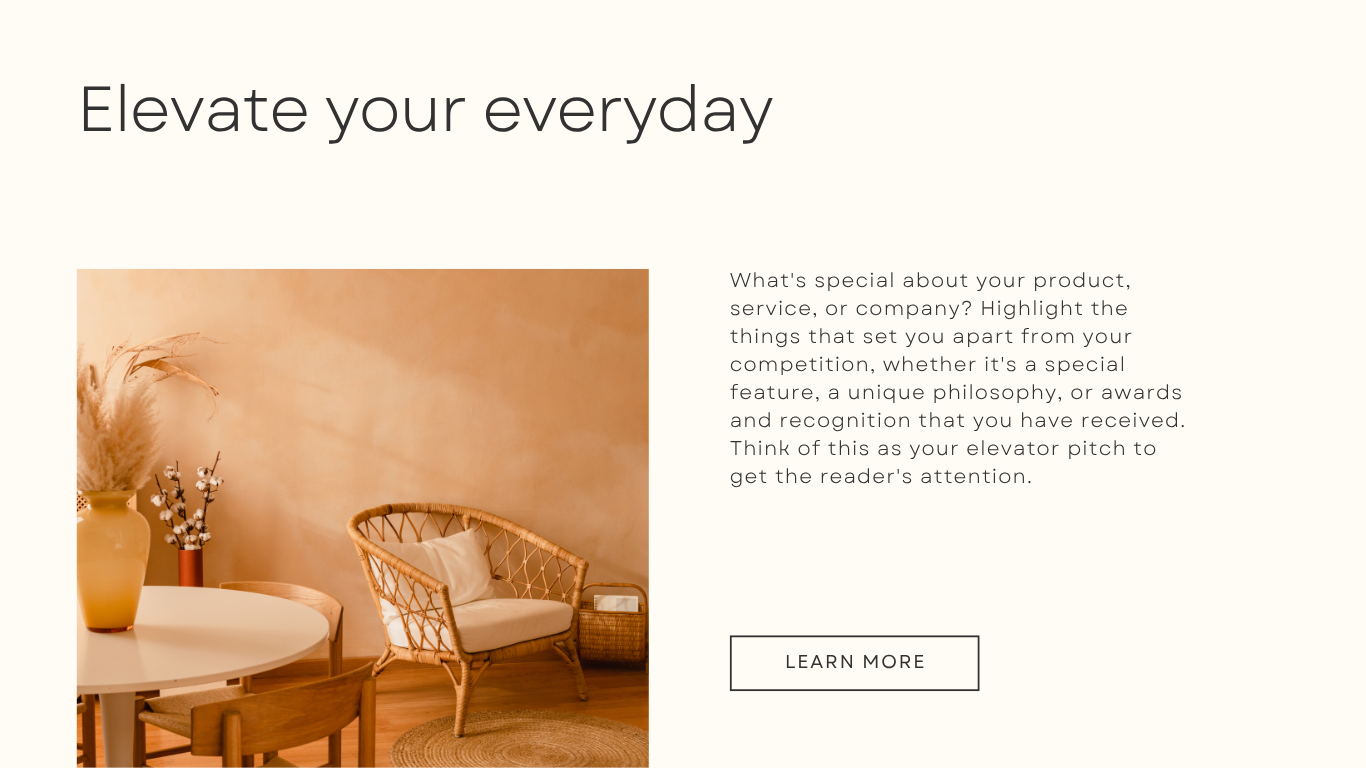 Elevate your everyday
What's special about your product,
service, or company? Highlight the
things that set you apart from your
competition, whether it's a special
feature, a unique philosophy, or awards
and recognition that you have received.
Think of this as your elevator pitch to
get the reader's attention.
LEARN MORE